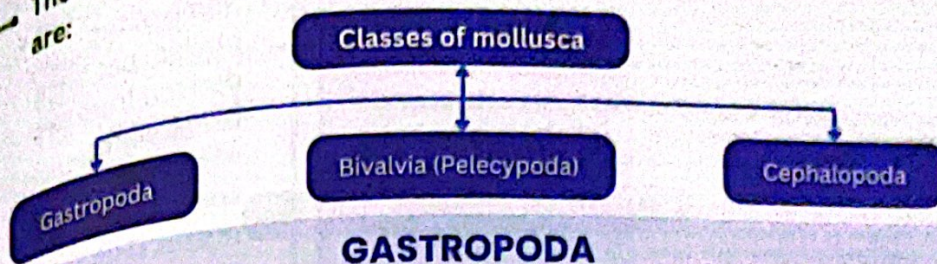 are:
Classes of mollusca
Gastropoda
Bivalvia (Pelecypoda)
Cephalopoda
GASTROPODA